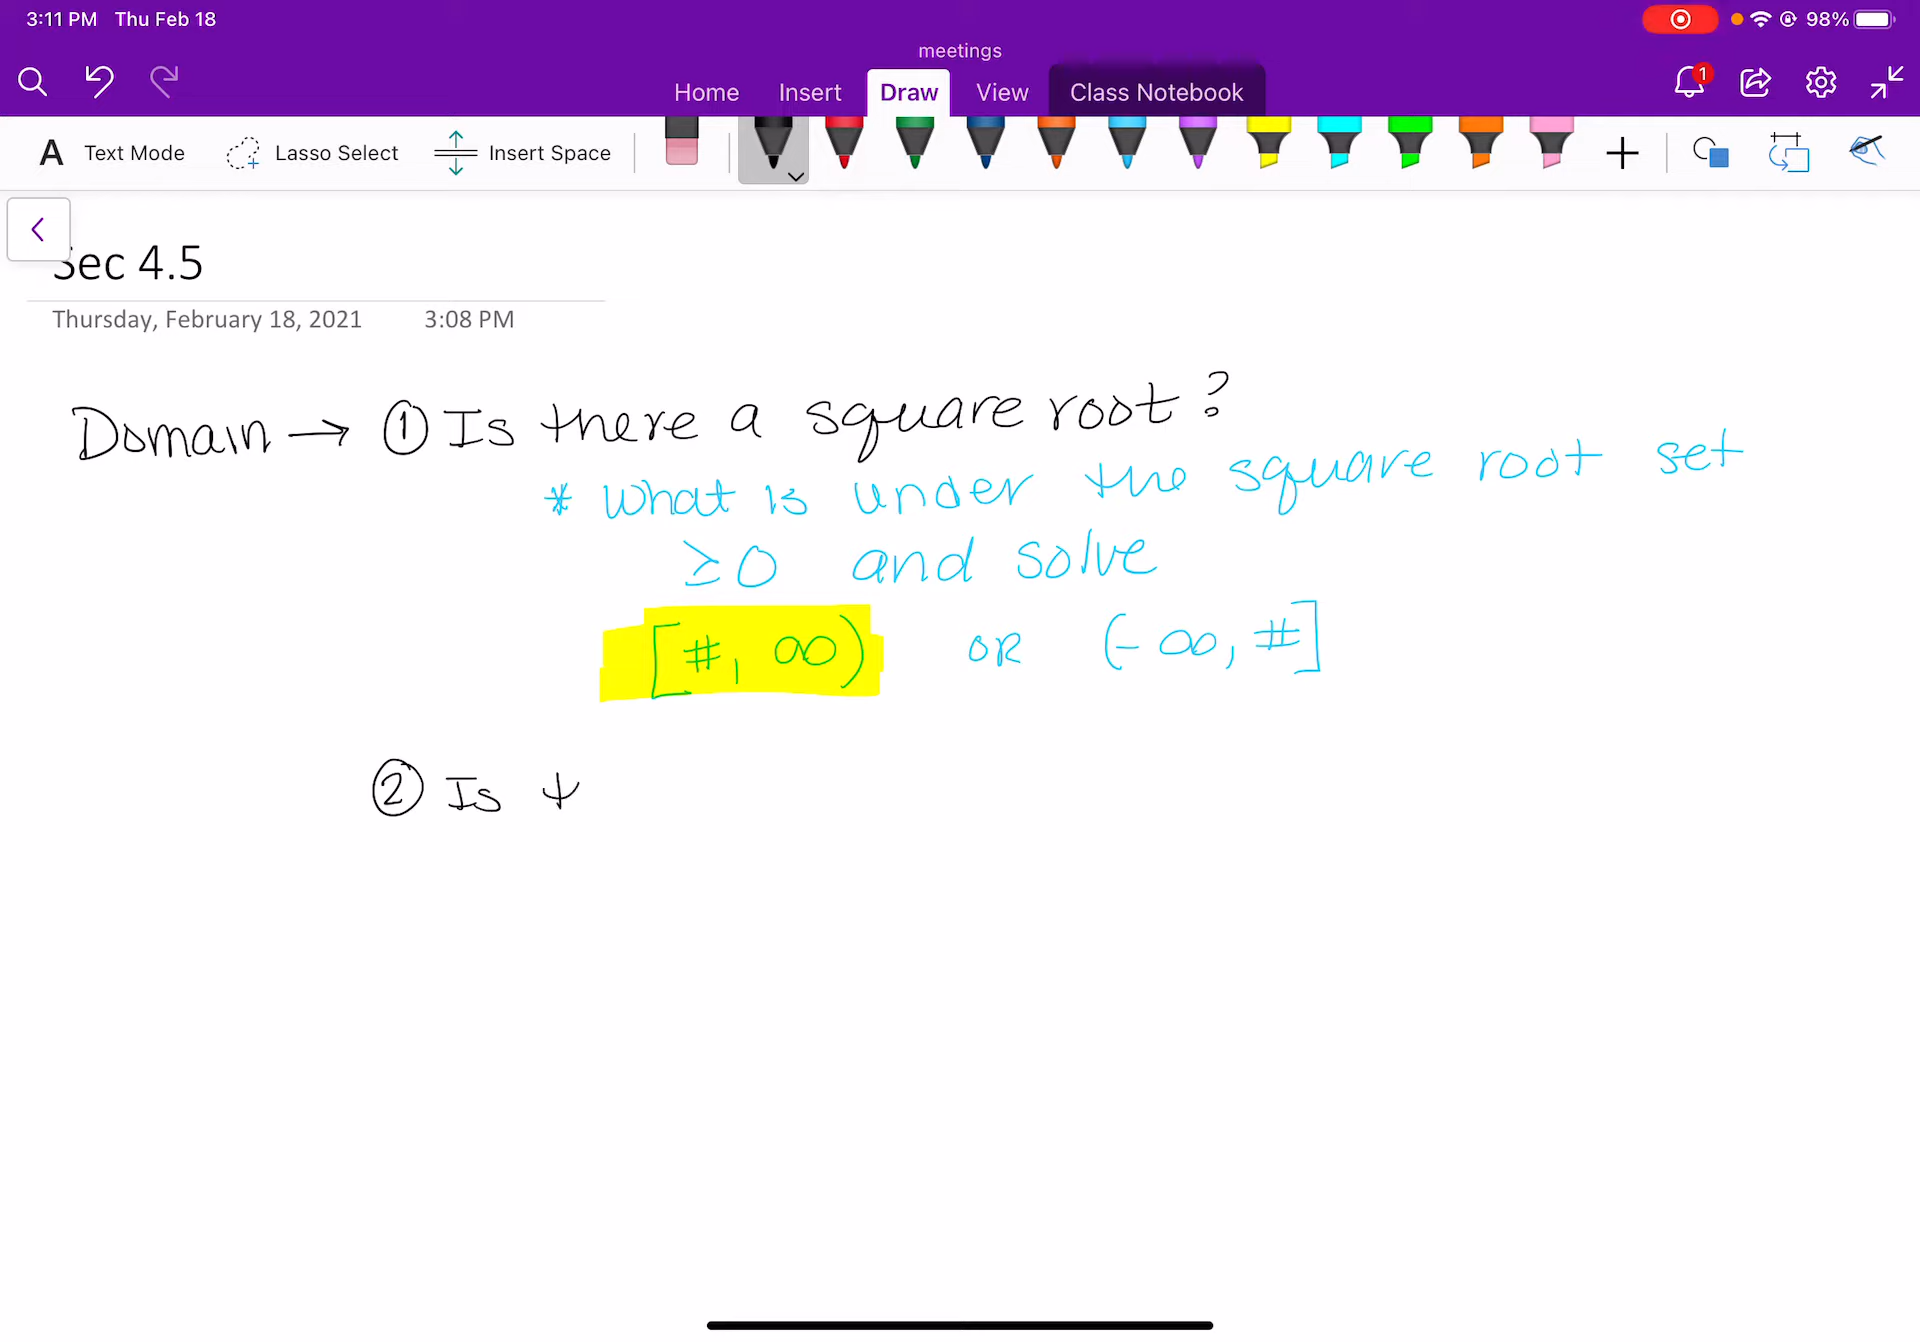 3:11 PM Thu Feb 18 98%
meetings
Home Insert Draw View Class Notebook 1
A Text Mode Lasso Select Insert Space
Sec 4.5
Thursday, February 18, 2021 3:08 PM
Domain → ① Is there a square root?
* What is under the square root set
≥0 and solve
[#, ∞) OR (-∞, #]
② Is